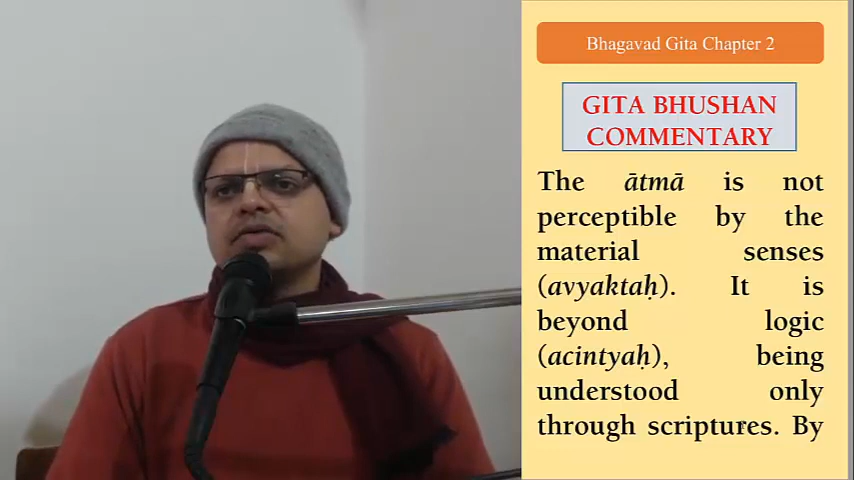 Bhagavad Gita Chapter 2
GITA BHUSHAN
COMMENTARY
The ātmā is not
perceptible by the
material senses
(avyaktaḥ). It is
beyond logic
(acintyaḥ), being
understood only
through scriptures. By